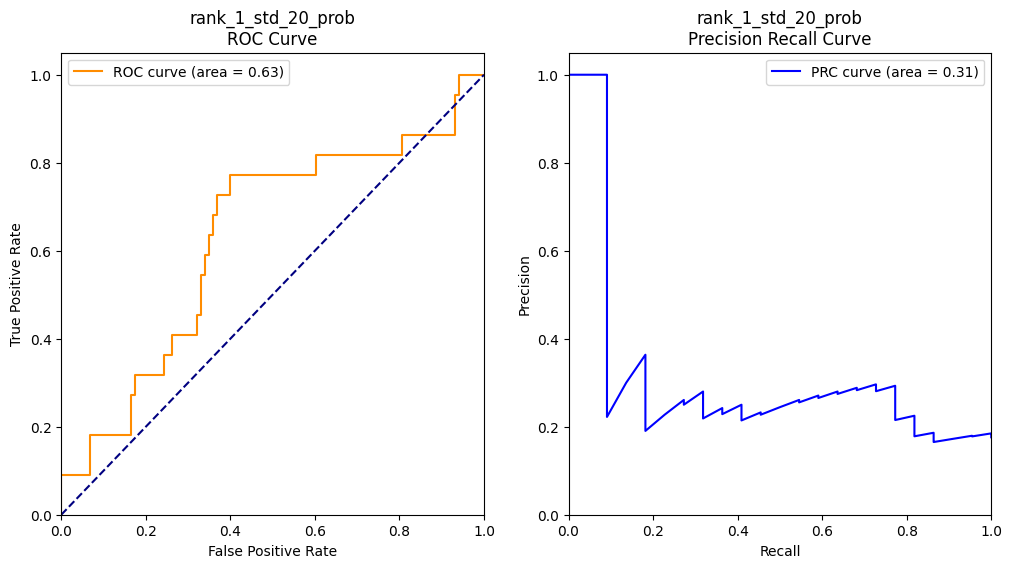 rank_1_std_20_prob
ROC Curve
ROC curve (area = 0.63)
True Positive Rate
1.0
0.8
0.6
0.4
0.2
0.0
0.0 0.2 0.4 0.6 0.8 1.0
False Positive Rate
rank_1_std_20_prob
Precision Recall Curve
PRC curve (area = 0.31)
Precision
1.0
0.8
0.6
0.4
0.2
0.0
0.0 0.2 0.4 0.6 0.8 1.0
Recall